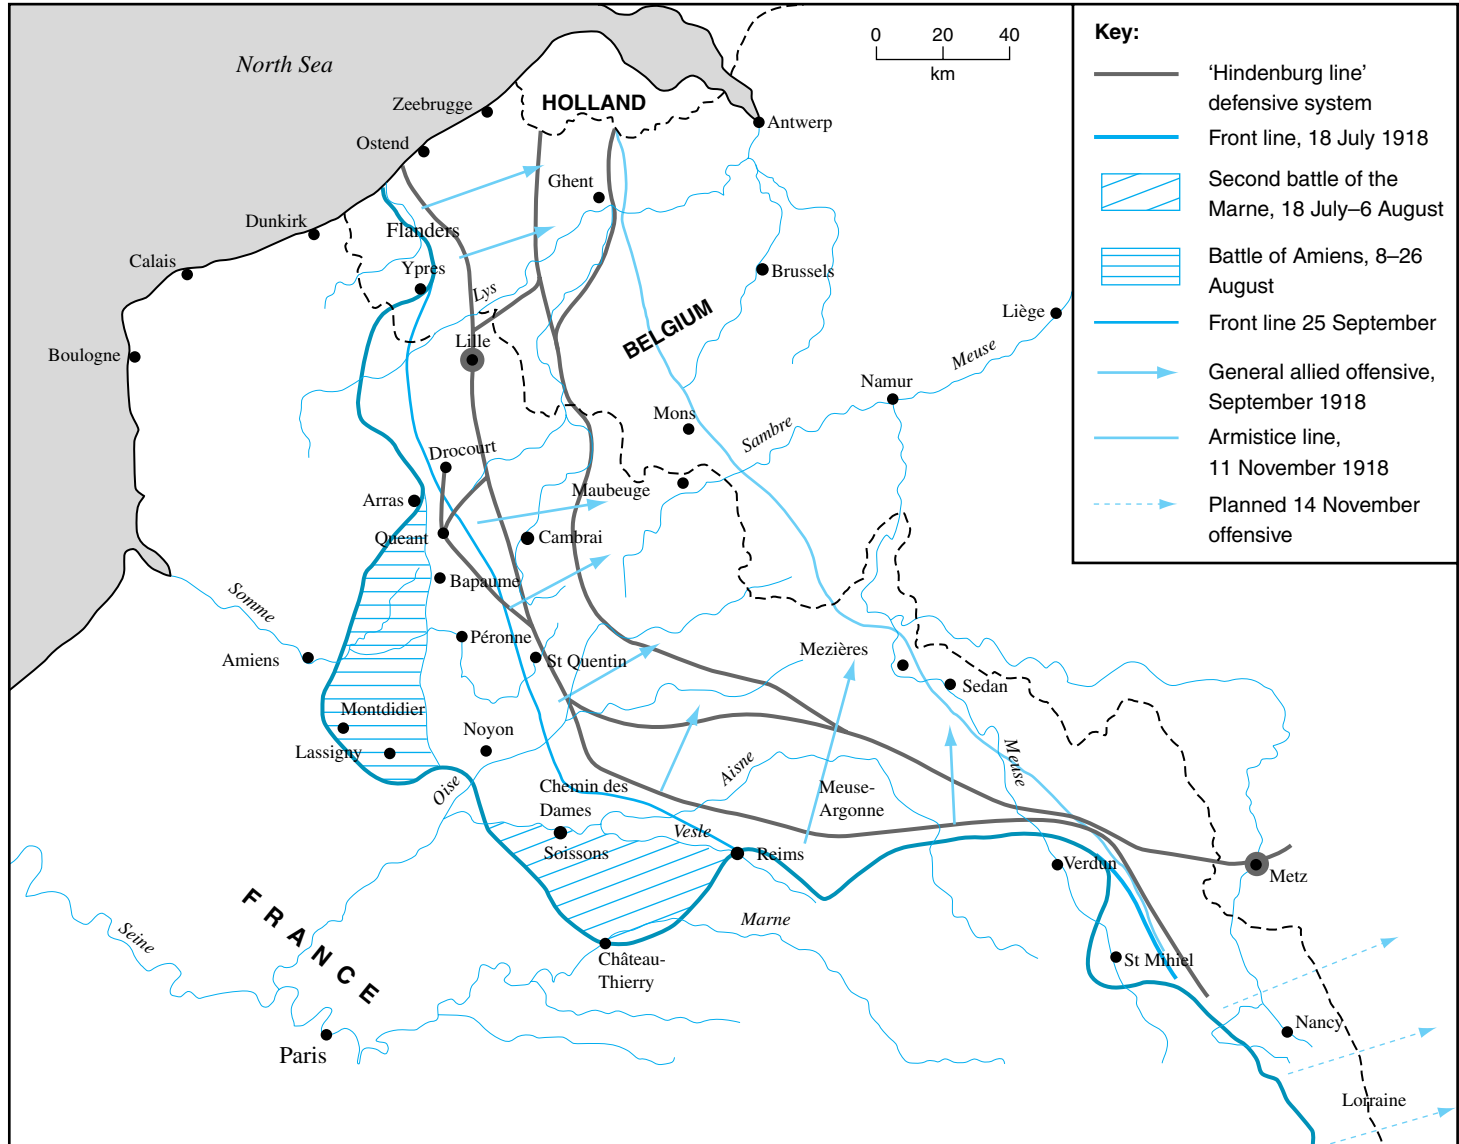 North Sea
Zeebrugge
HOLLAND
Antwerp
Ostend
Ghent
Dunkirk
Flanders
Calais
Ypres
Brussels
Lys
Liège
BELGIUM
Boulogne
Lille
Meuse
Namur
Mons
Sambre
Drocourt
Maubeuge
Arras
Queant
Cambrai
Bapaume
Somme
Péronne
Amiens
St Quentin
Mezières
Sedan
Montdidier
Noyon
Lassigny
Meuse
Oise
Aisne
Chemin des
Dames
Meuse-
Argonne
Vesle
Soissons
Reims
Verdun
Metz
FRANCE
Marne
Seine
Château-
Thierry
St Mihiel
Nancy
Paris
Lorraine
0 20 40
km
Key:
‘Hindenburg line’
defensive system
Front line, 18 July 1918
Second battle of the
Marne, 18 July–6 August
Battle of Amiens, 8–26
August
Front line 25 September
General allied offensive,
September 1918
Armistice line,
11 November 1918
Planned 14 November
offensive